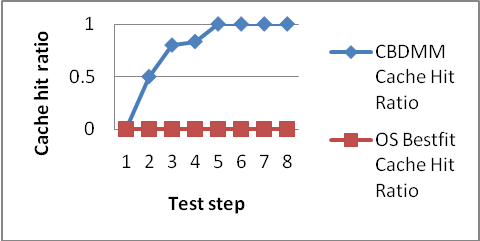 Cache hit ratio
1
0.5
0
1 2 3 4 5 6 7 8
Test step
CBDMM
Cache Hit
Ratio
OS Bestfit
Cache Hit
Ratio